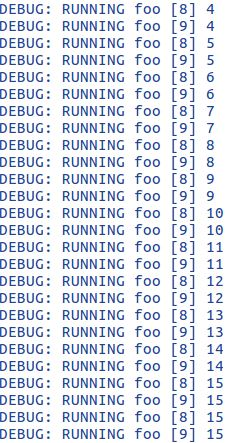 DEBUG: RUNNING foo [8] 4
DEBUG: RUNNING foo [9] 4
DEBUG: RUNNING foo [8] 5
DEBUG: RUNNING foo [9] 5
DEBUG: RUNNING foo [8] 6
DEBUG: RUNNING foo [9] 6
DEBUG: RUNNING foo [8] 7
DEBUG: RUNNING foo [9] 7
DEBUG: RUNNING foo [8] 8
DEBUG: RUNNING foo [9] 8
DEBUG: RUNNING foo [8] 9
DEBUG: RUNNING foo [9] 9
DEBUG: RUNNING foo [8] 10
DEBUG: RUNNING foo [9] 10
DEBUG: RUNNING foo [8] 11
DEBUG: RUNNING foo [9] 11
DEBUG: RUNNING foo [8] 12
DEBUG: RUNNING foo [9] 12
DEBUG: RUNNING foo [8] 13
DEBUG: RUNNING foo [9] 13
DEBUG: RUNNING foo [8] 14
DEBUG: RUNNING foo [9] 14
DEBUG: RUNNING foo [8] 15
DEBUG: RUNNING foo [9] 15
DEBUG: RUNNING foo [8] 15
DEBUG: RUNNING foo [9] 15